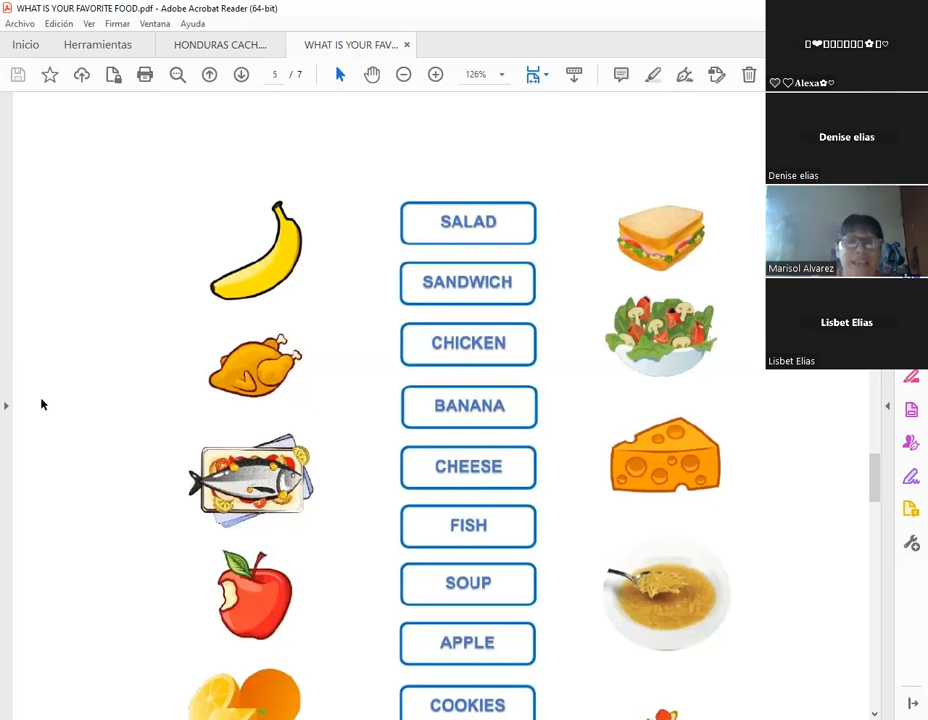 WHAT IS YOUR FAVORITE FOOD.pdf - Adobe Acrobat Reader (64-bit)
Archivo Edición Ver Firmar Ventana Ayuda
Inicio Herramientas HONDURAS CACH.... WHAT IS YOUR FAV... ×
5 / 7 126%
♡♡Alexa✿♡
Denise elias
Denise elias
Marisol Alvarez
Lisbet Elias
Lisbet Elias
SALAD
SANDWICH
CHICKEN
BANANA
CHEESE
FISH
SOUP
APPLE
COOKIES